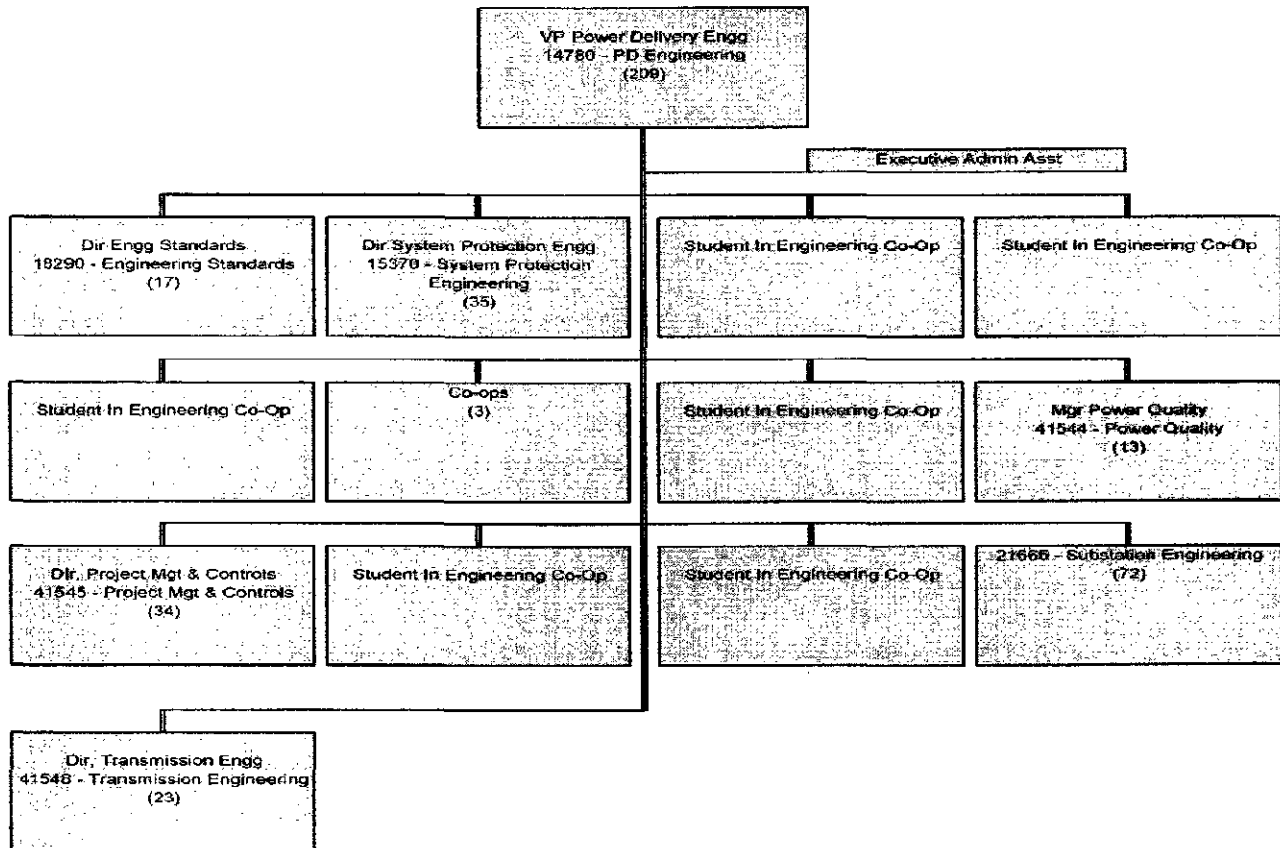 VP Power Delivery Engg
14780 - PD Engineering
(209)
Executive Admin Asst
Dir Engg Standards
18290 - Engineering Standards
(17)
Dir System Protection Engg
15370 - System Protection
Engineering
(35)
Student In Engineering Co-Op
Student In Engineering Co-Op
Student In Engineering Co-Op
Co-ops
(3)
Student In Engineering Co-Op
Mgr Power Quality
41544 - Power Quality
(13)
Dir, Project Mgt & Controls
41545 - Project Mgt & Controls
(34)
Student In Engineering Co-Op
Student In Engineering Co-Op
21666 - Substation Engineering
(72)
Dir, Transmission Engg
41548 - Transmission Engineering
(23)